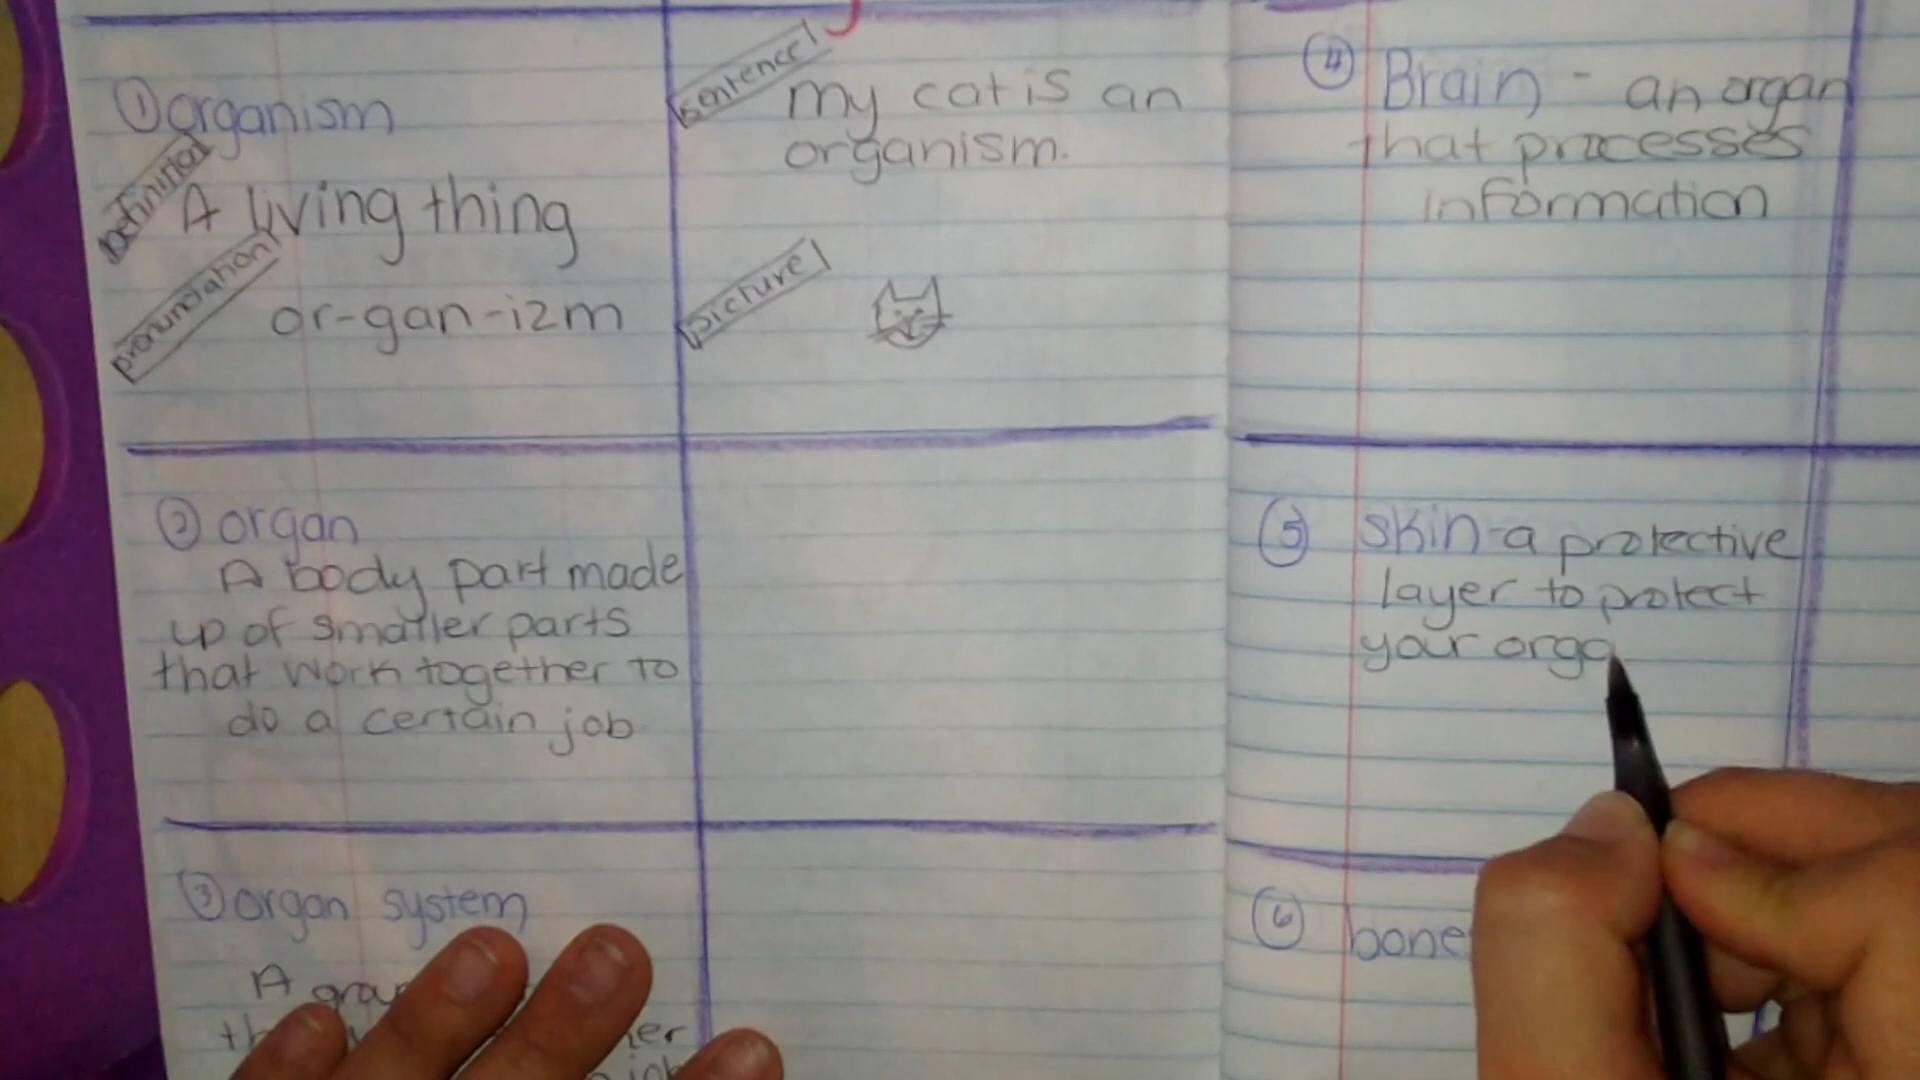 ① organism
definition
A living thing
pronunciation
or-gan-izm
sentence
my cat is an
organism.
picture
② organ
A body part made
up of smaller parts
that work together to
do a certain job
③ organ system
A
④ Brain - an organ
that processes
information
⑤ skin-a protective
layer to protect
your orga
⑥ bone